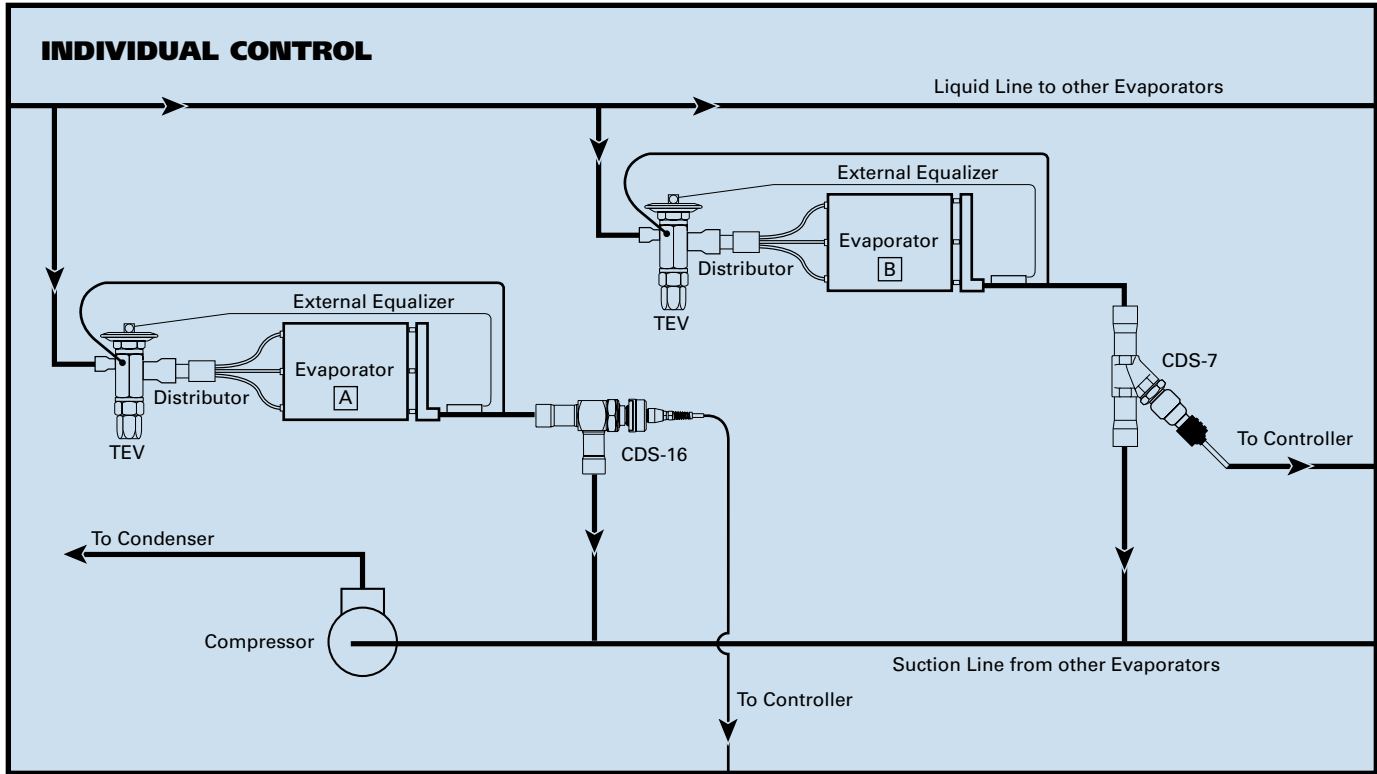 INDIVIDUAL CONTROL
Liquid Line to other Evaporators
External Equalizer
Evaporator
B
Distributor
TEV
External Equalizer
Evaporator
A
Distributor
TEV
CDS-7
To Controller
CDS-16
To Condenser
Compressor
Suction Line from other Evaporators
To Controller